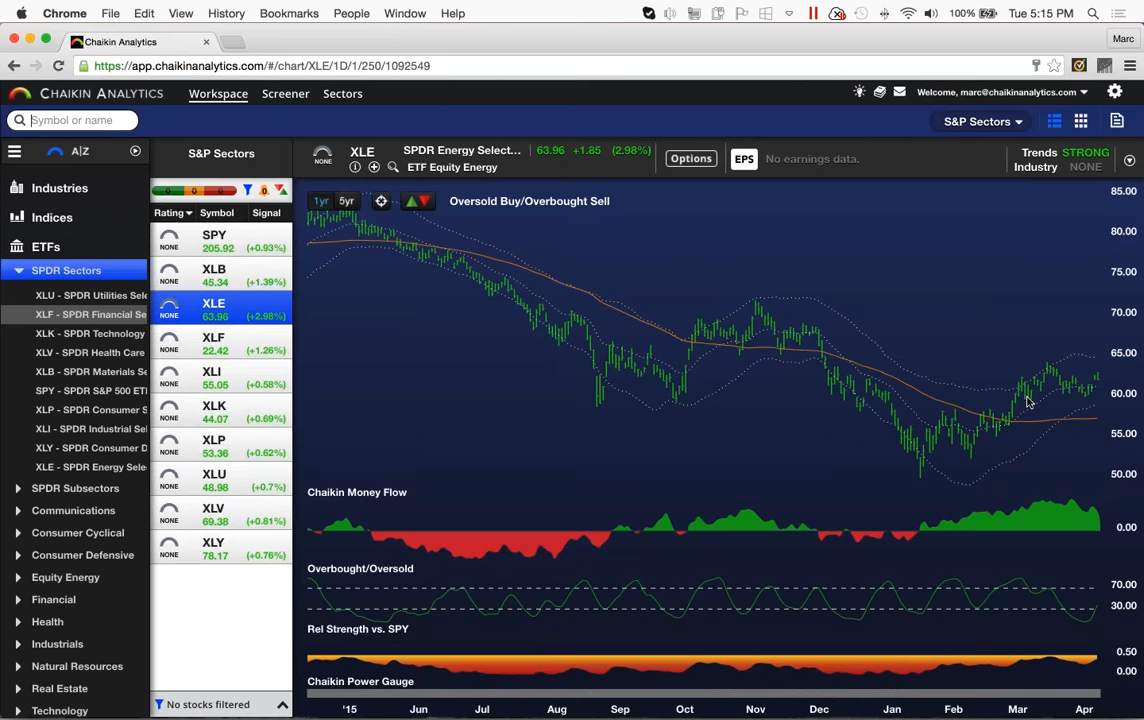 Chrome File Edit View History Bookmarks People Window Help 100% Tue 5:15 PM
Chaikin Analytics Marc
https://app.chaikinanalytics.com/#/chart/XLE/1D/1/250/1092549
CHAIKIN ANALYTICS Workspace Screener Sectors Welcome, marc@chaikinanalytics.com
Symbol or name S&P Sectors
A|Z S&P Sectors NONE XLE SPDR Energy Select... 63.96 +1.85 (2.98%) Options EPS No earnings data. Trends STRONG
ETF Equity Energy Industry NONE
Industries
Indices
ETFs
SPDR Sectors
XLU - SPDR Utilities Sele
XLF - SPDR Financial Se
XLK - SPDR Technology
XLV - SPDR Health Care
XLB - SPDR Materials Se
SPY - SPDR S&P 500 ETI
XLP - SPDR Consumer S
XLI - SPDR Industrial Sel
XLY - SPDR Consumer D
XLE - SPDR Energy Sele
SPDR Subsectors
Communications
Consumer Cyclical
Consumer Defensive
Equity Energy
Financial
Health
Industrials
Natural Resources
Real Estate
Technology
0 0 0 0
Rating Symbol Signal
NONE SPY 205.92 (+0.93%)
NONE XLB 45.34 (+1.39%)
NONE XLE 63.96 (+2.98%)
NONE XLF 22.42 (+1.26%)
NONE XLI 55.05 (+0.58%)
NONE XLK 44.07 (+0.69%)
NONE XLP 53.36 (+0.62%)
NONE XLU 48.98 (+0.7%)
NONE XLV 69.38 (+0.81%)
NONE XLY 78.17 (+0.76%)
No stocks filtered
1yr 5yr Oversold Buy/Overbought Sell
85.00
80.00
75.00
70.00
65.00
60.00
55.00
50.00
Chaikin Money Flow
0.00
Overbought/Oversold
70.00
30.00
Rel Strength vs. SPY
0.50
0.00
Chaikin Power Gauge
'15 Jun Jul Aug Sep Oct Nov Dec Jan Feb Mar Apr